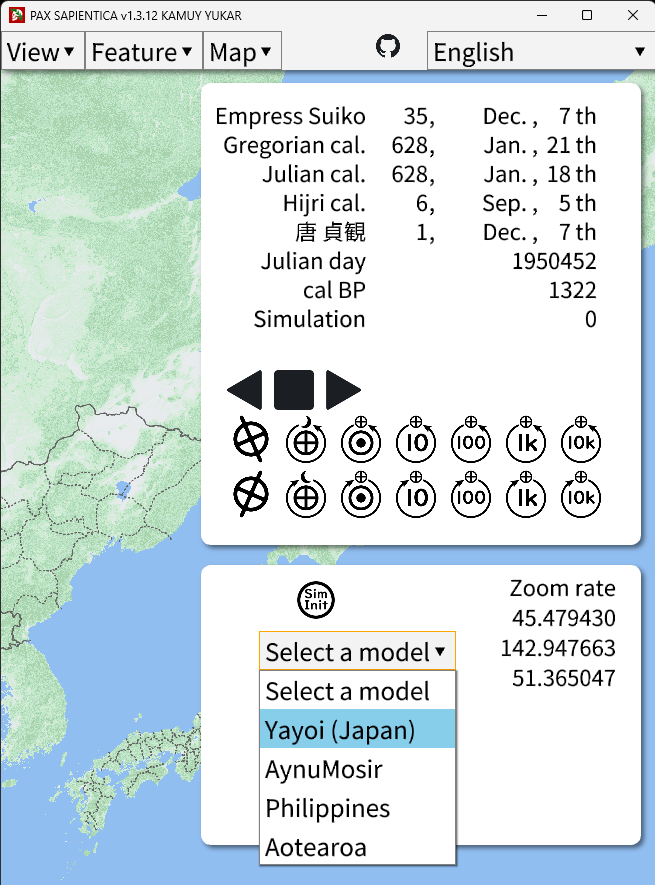 PAX SAPIENTICA v1.3.12 KAMUY YUKAR
View▼ Feature▼ Map▼ English ▼
Empress Suiko 35, Dec. , 7 th
Gregorian cal. 628, Jan. , 21 th
Julian cal. 628, Jan. , 18 th
Hijri cal. 6, Sep. , 5 th
唐 貞観 1, Dec. , 7 th
Julian day 1950452
cal BP 1322
Simulation 0
10 100 1k 10k
10 100 1k 10k
Sim
Init
Zoom rate
45.479430
142.947663
51.365047
Select a model▼
Select a model
Yayoi (Japan)
AynuMosir
Philippines
Aotearoa